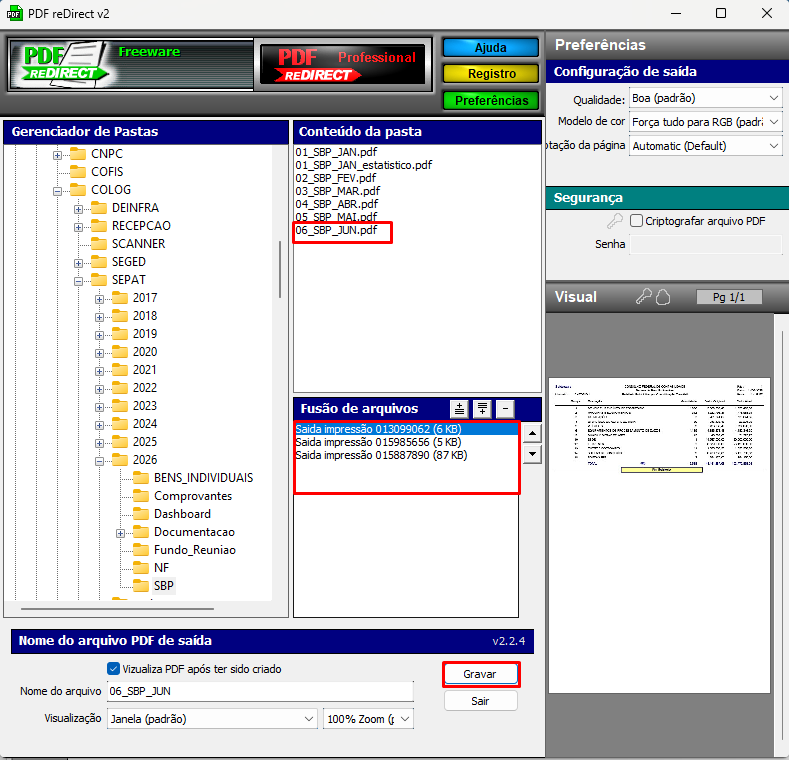 PDF reDirect v2
PDF
REDIRECT
Freeware
PDF
Professional
REDIRECT
Ajuda
Registro
Preferências
Preferências
Configuração de saída
Qualidade:
Boa (padrão)
Modelo de cor
Força tudo para RGB (padrã
otação da página
Automatic (Default)
Segurança
Criptografar arquivo PDF
Senha
Visual
Pg 1/1
Gerenciador de Pastas
CNPC
COFIS
COLOG
DEINFRA
RECEPCAO
SCANNER
SEGED
SEPAT
2017
2018
2019
2020
2021
2022
2023
2024
2025
2026
BENS_INDIVIDUAIS
Comprovantes
Dashboard
Documentacao
Fundo_Reuniao
NF
SBP
Conteúdo da pasta
01_SBP_JAN.pdf
01_SBP_JAN_estatistico.pdf
02_SBP_FEV.pdf
03_SBP_MAR.pdf
04_SBP_ABR.pdf
05_SBP_MAI.pdf
06_SBP_JUN.pdf
Fusão de arquivos
Saida impressão 013099062 (6 KB)
Saida impressão 015985656 (5 KB)
Saida impressão 015887890 (87 KB)
Nome do arquivo PDF de saída
v2.2.4
Vizualiza PDF após ter sido criado
Nome do arquivo
06_SBP_JUN
Visualização
Janela (padrão)
100% Zoom (p
Gravar
Sair